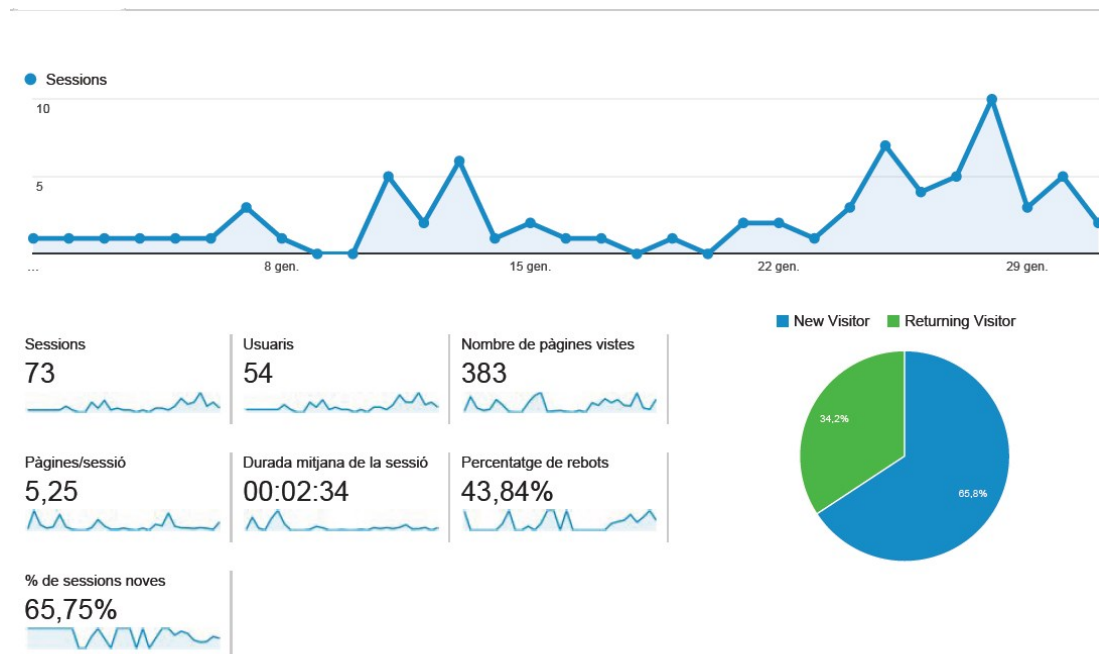 Sessions
10
5
...
8 gen.
15 gen.
22 gen.
29 gen.
New Visitor
Returning Visitor
34,2%
65,8%
Sessions
73
Usuaris
54
Nombre de pàgines vistes
383
Pàgines/sessió
5,25
Durada mitjana de la sessió
00:02:34
Percentatge de rebots
43,84%
% de sessions noves
65,75%